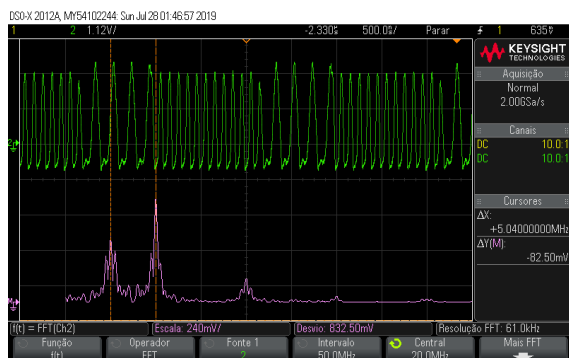 DSO-X 2012A, MY54102244: Sun Jul 28 01:46:57 2019
1 2 1.12V/ -2.330% 500.0%/ Parar 1 635%
KEYSIGHT
TECHNOLOGIES
Aquisição
Normal
2.00GSa/s
Canais
DC 10.0:1
DC 10.0:1
Cursores
ΔX:
+5.04000000MHz
ΔY(M):
-82.50mV
f(t) = FFT(Ch2) Escala: 240mV/ Desvio: 832.50mV Resolução FFT: 61.0kHz
Função Operador Fonte 1 Intervalo Central Mais FFT
f(t) FFT 2 50.0MHz 20.0MHz